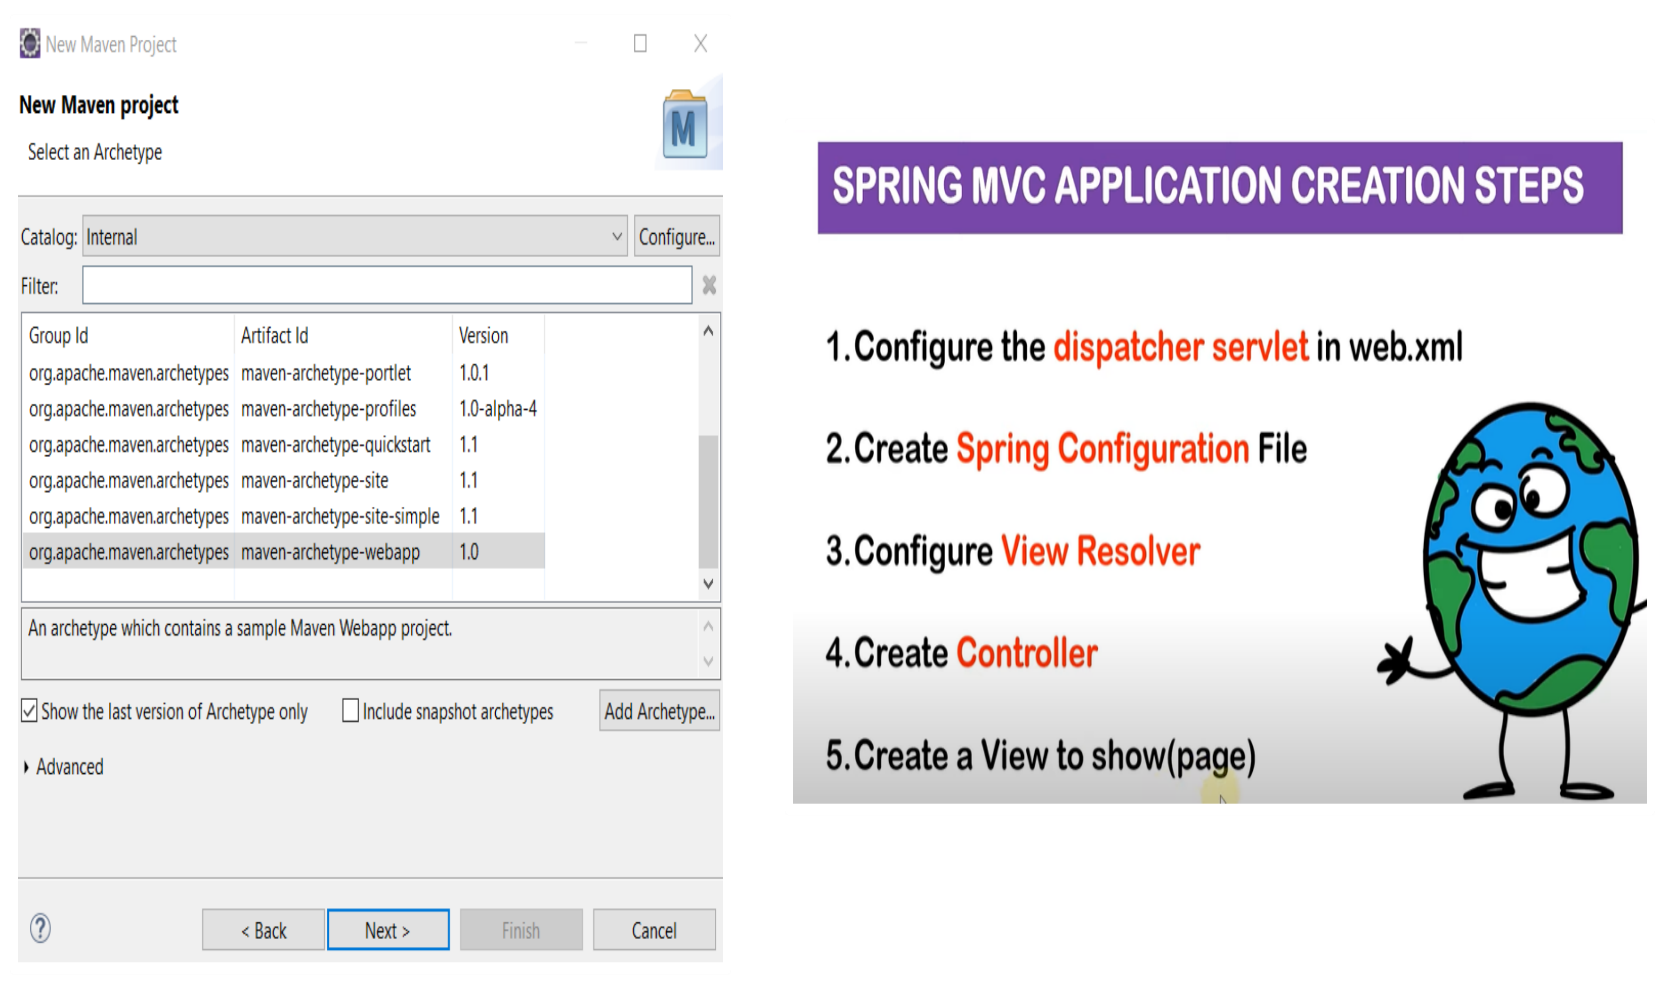 New Maven Project
New Maven project
Select an Archetype
Catalog: Internal Configure...
Filter:
Group Id Artifact Id Version
org.apache.maven.archetypes maven-archetype-portlet 1.0.1
org.apache.maven.archetypes maven-archetype-profiles 1.0-alpha-4
org.apache.maven.archetypes maven-archetype-quickstart 1.1
org.apache.maven.archetypes maven-archetype-site 1.1
org.apache.maven.archetypes maven-archetype-site-simple 1.1
org.apache.maven.archetypes maven-archetype-webapp 1.0
An archetype which contains a sample Maven Webapp project.
Show the last version of Archetype only Include snapshot archetypes Add Archetype...
Advanced
? < Back Next > Finish Cancel
M
SPRING MVC APPLICATION CREATION STEPS
1.Configure the dispatcher servlet in web.xml
2.Create Spring Configuration File
3.Configure View Resolver
4.Create Controller
5.Create a View to show(page)